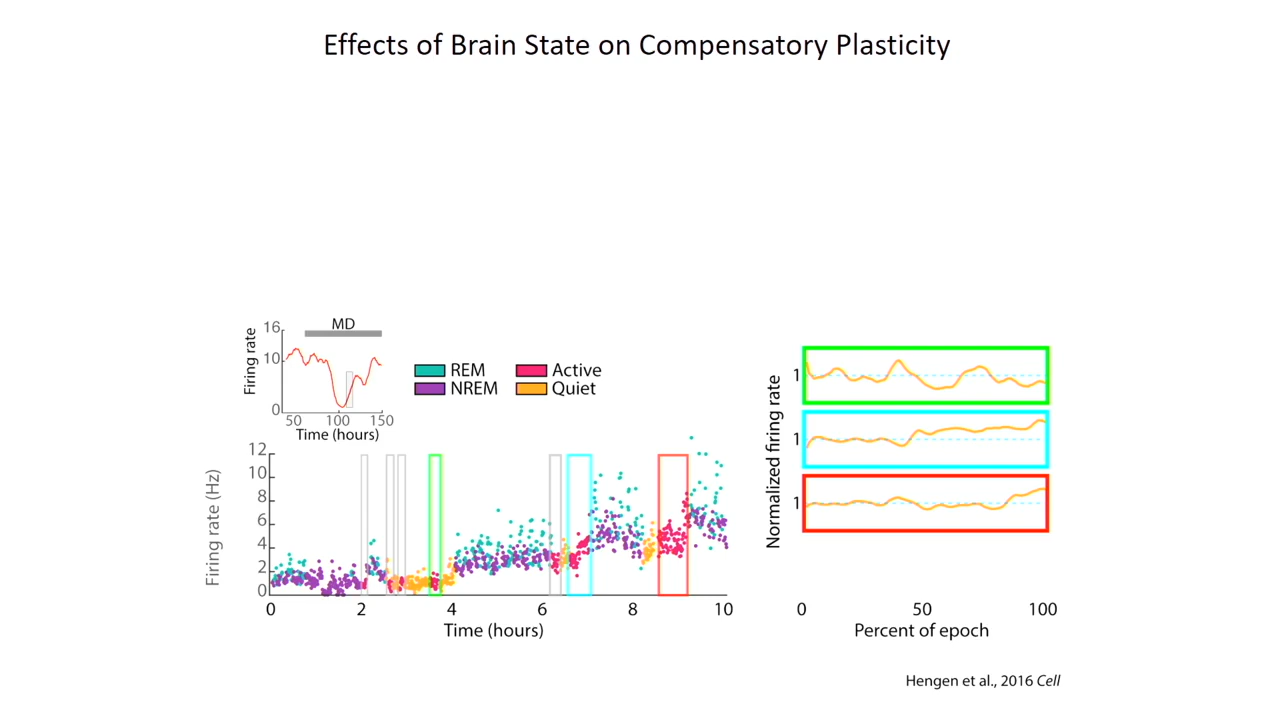 Effects of Brain State on Compensatory Plasticity
MD
Firing rate
16
10
0
50 100 150
Time (hours)
REM Active
NREM Quiet
Firing rate (Hz)
12
10
8
6
4
2
0
0 2 4 6 8 10
Time (hours)
Normalized firing rate
1
1
1
0 50 100
Percent of epoch
Hengen et al., 2016 Cell